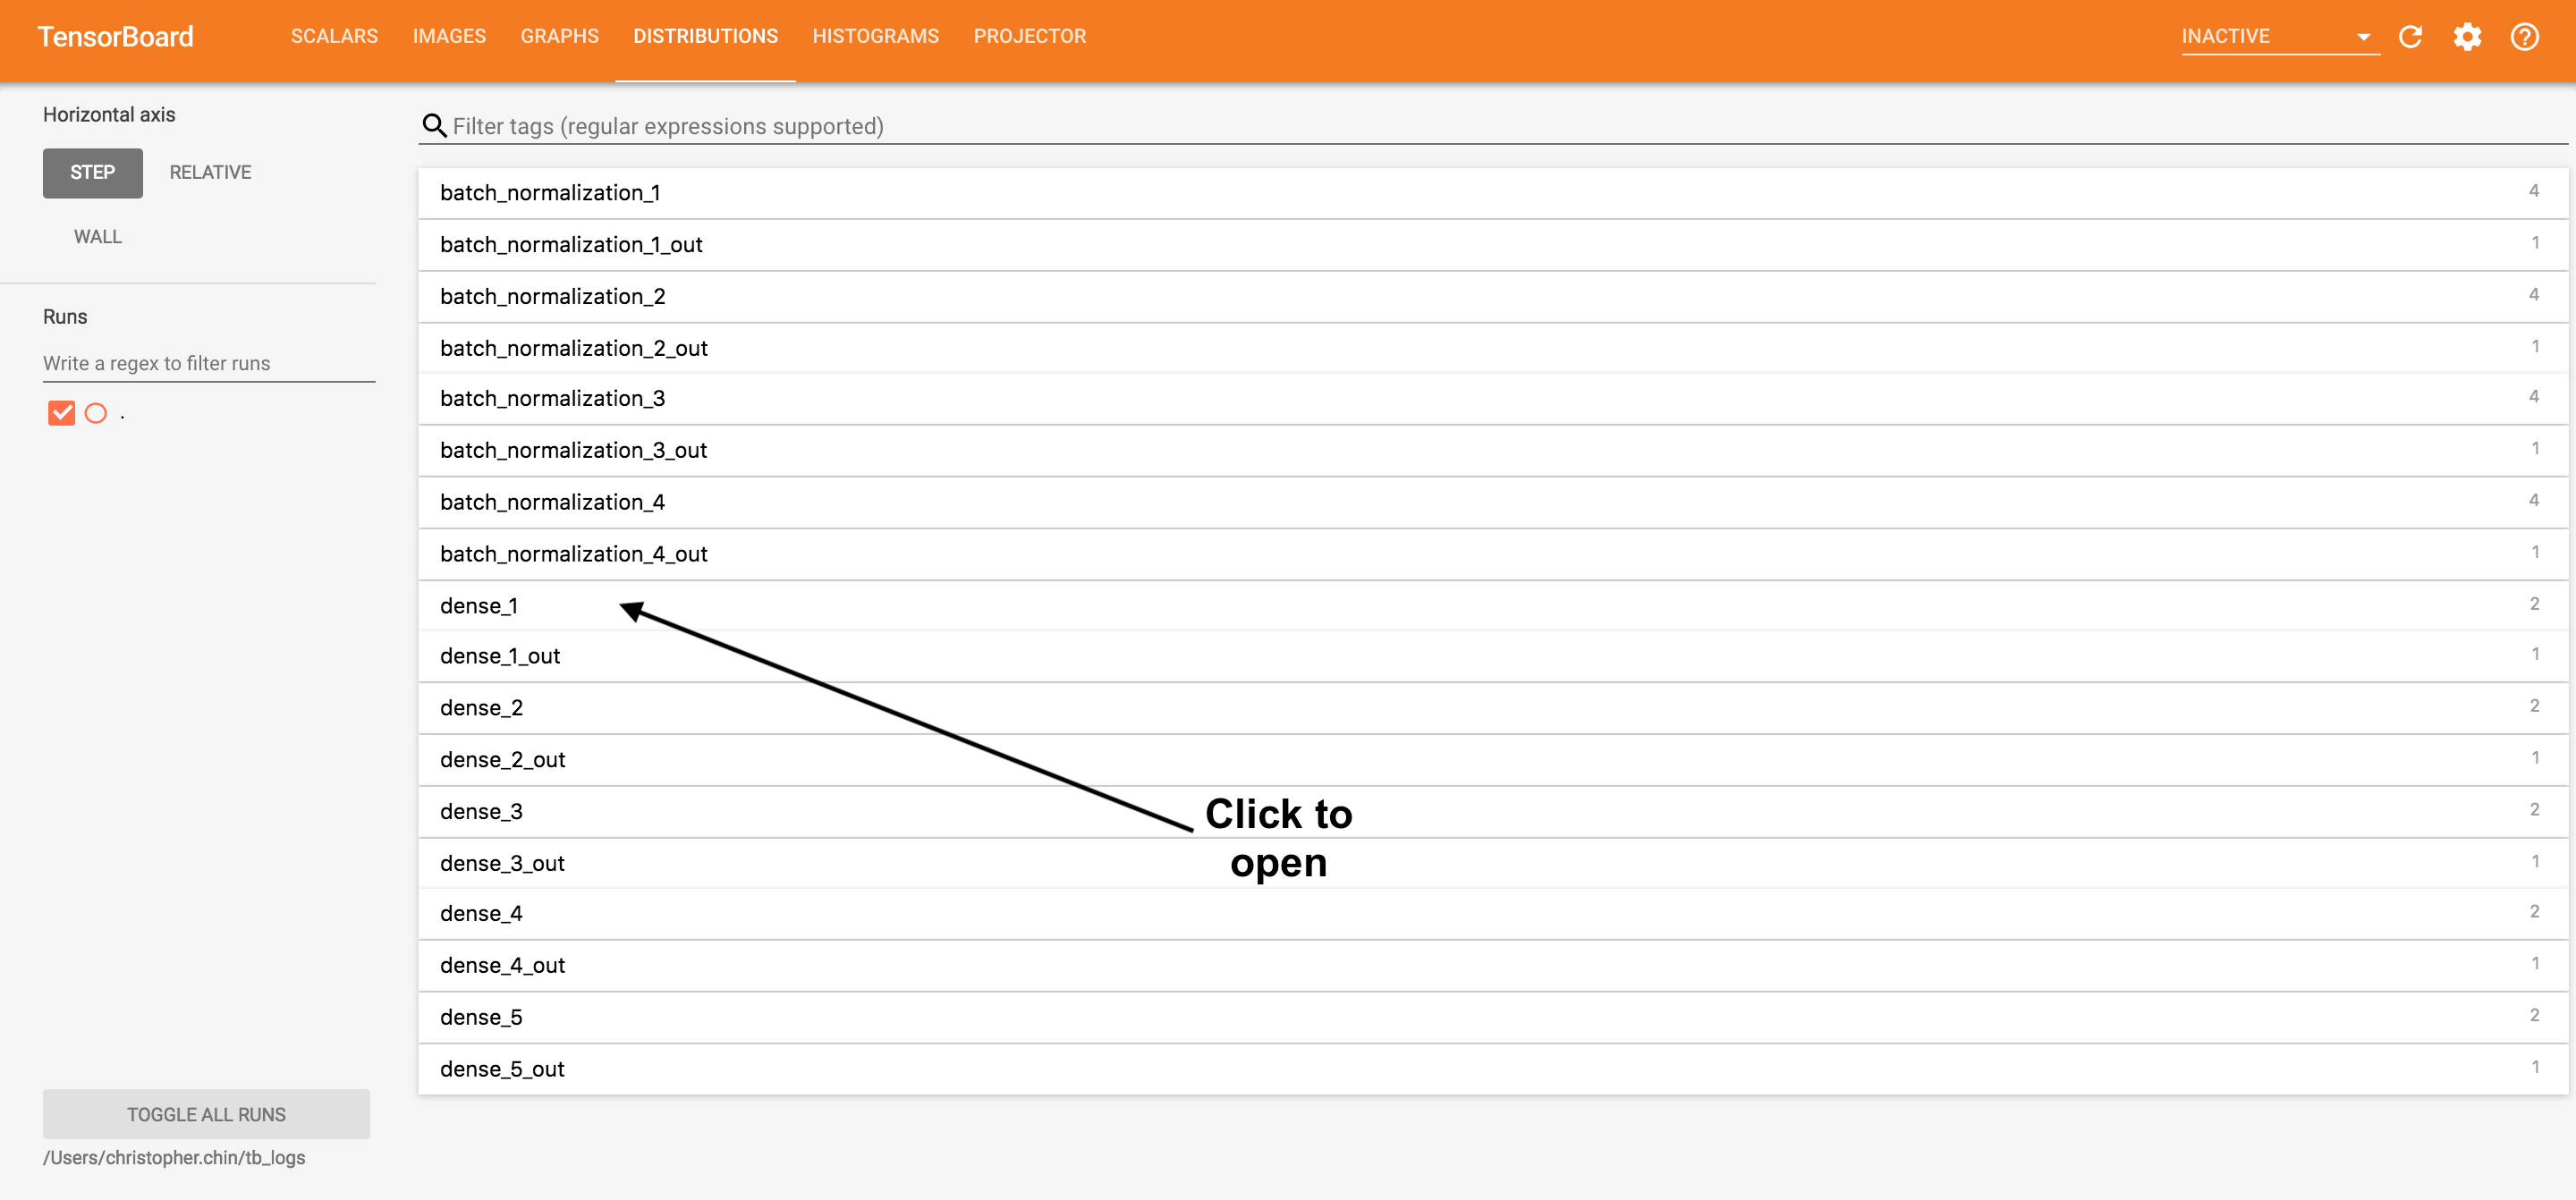 TensorBoard SCALARS IMAGES GRAPHS DISTRIBUTIONS HISTOGRAMS PROJECTOR INACTIVE
Horizontal axis
STEP RELATIVE
WALL
Runs
Write a regex to filter runs
.
TOGGLE ALL RUNS
/Users/christopher.chin/tb_logs
Filter tags (regular expressions supported)
batch_normalization_1 4
batch_normalization_1_out 1
batch_normalization_2 4
batch_normalization_2_out 1
batch_normalization_3 4
batch_normalization_3_out 1
batch_normalization_4 4
batch_normalization_4_out 1
dense_1 2
dense_1_out 1
dense_2 2
dense_2_out 1
dense_3 2
dense_3_out 1
dense_4 2
dense_4_out 1
dense_5 2
dense_5_out 1
Click to
open